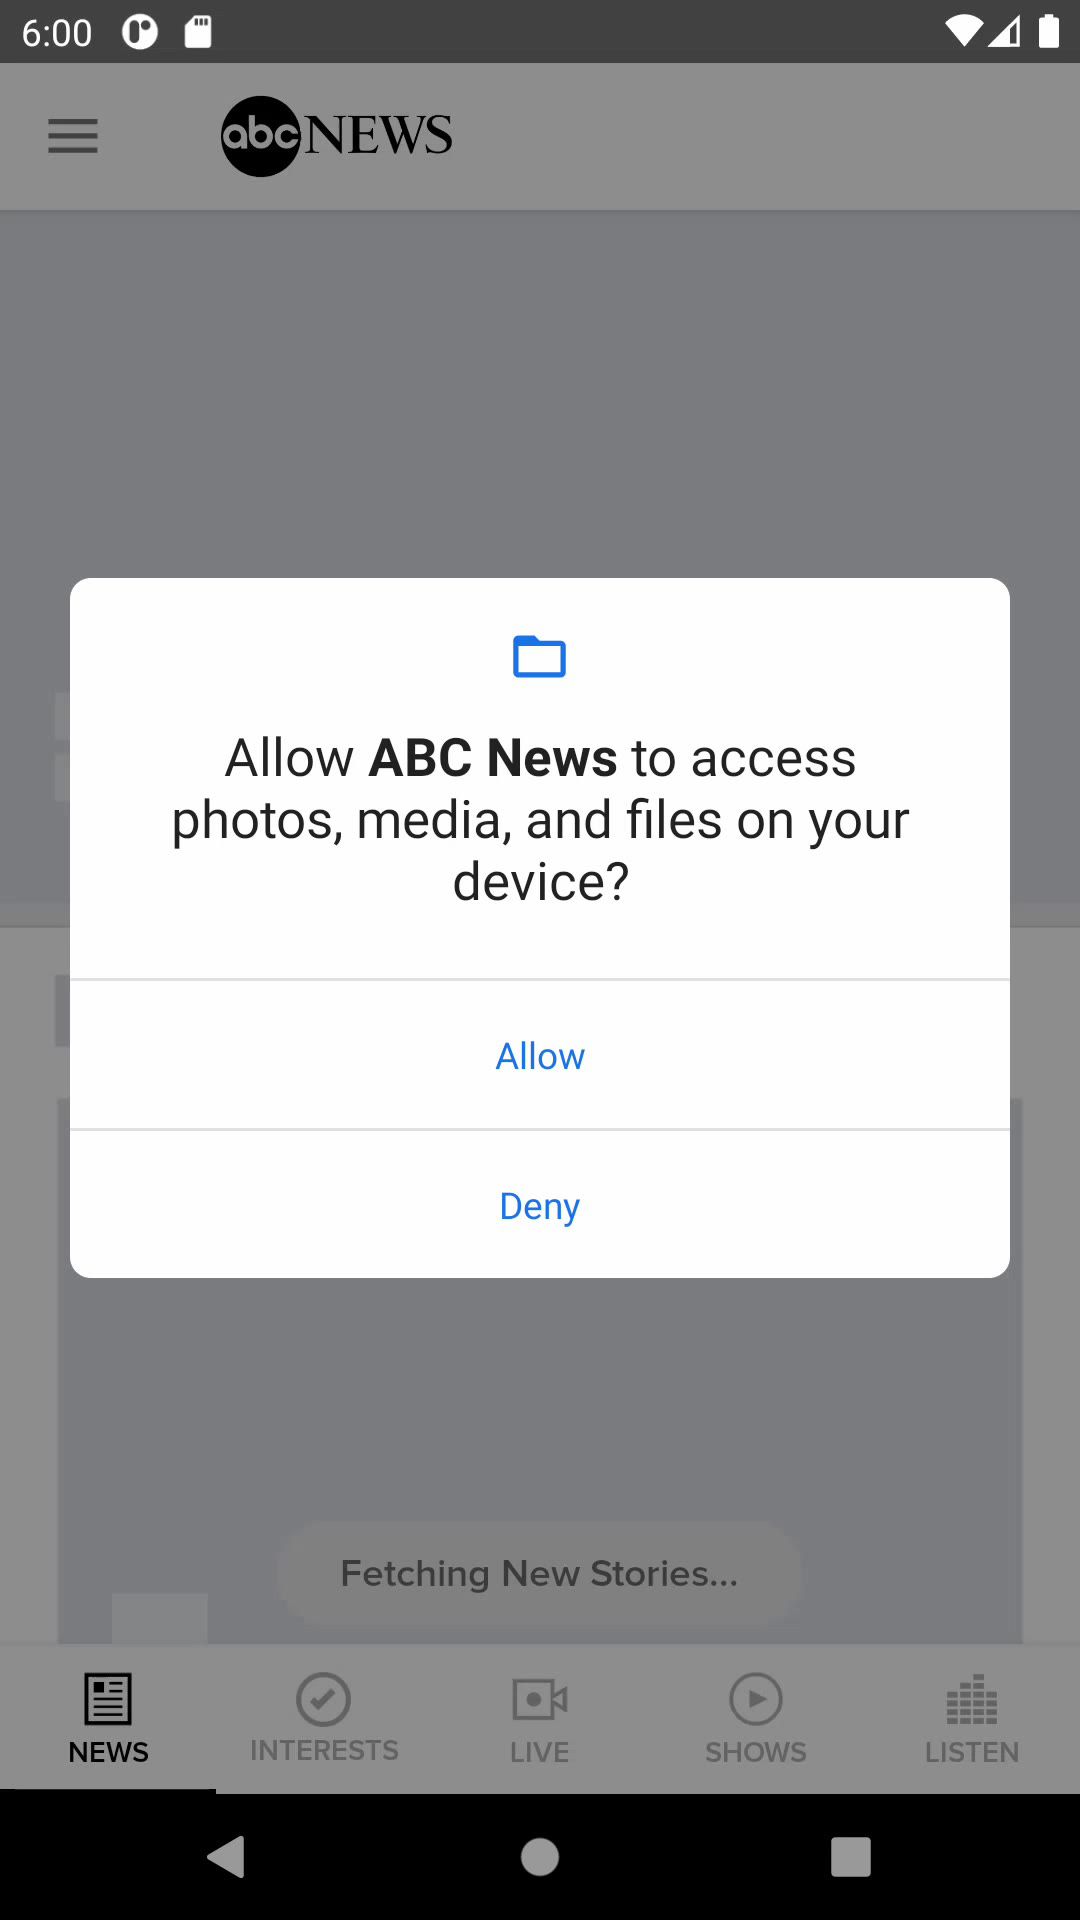 6:00
abc NEWS
Allow ABC News to access
photos, media, and files on your
device?
Allow
Deny
Fetching New Stories...
NEWS
INTERESTS
LIVE
SHOWS
LISTEN